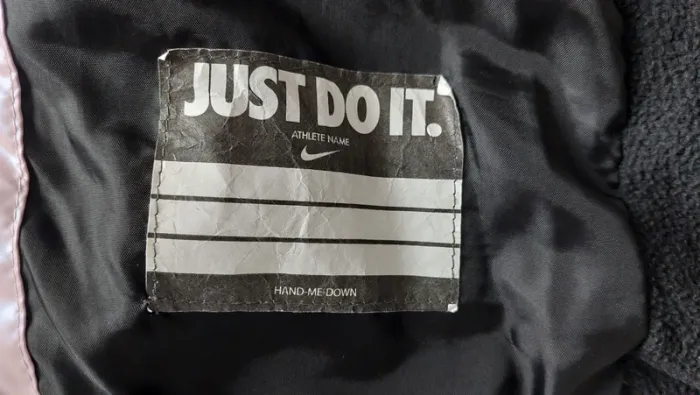 JUST DO IT.
ATHLETE NAME
HAND-ME-DOWN